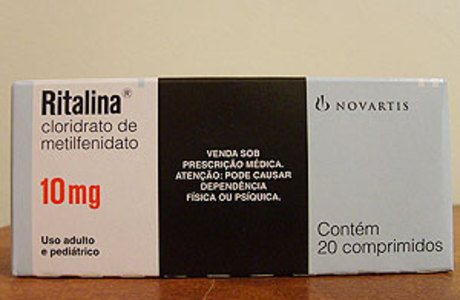 Ritalina®
cloridrato de
metilfenidato
10mg
Uso adulto
e pediátrico
VENDA SOB
PRESCRIÇÃO MÉDICA.
ATENÇÃO: PODE CAUSAR
DEPENDÊNCIA
FÍSICA OU PSÍQUICA.
NOVARTIS
Contém
20 comprimidos